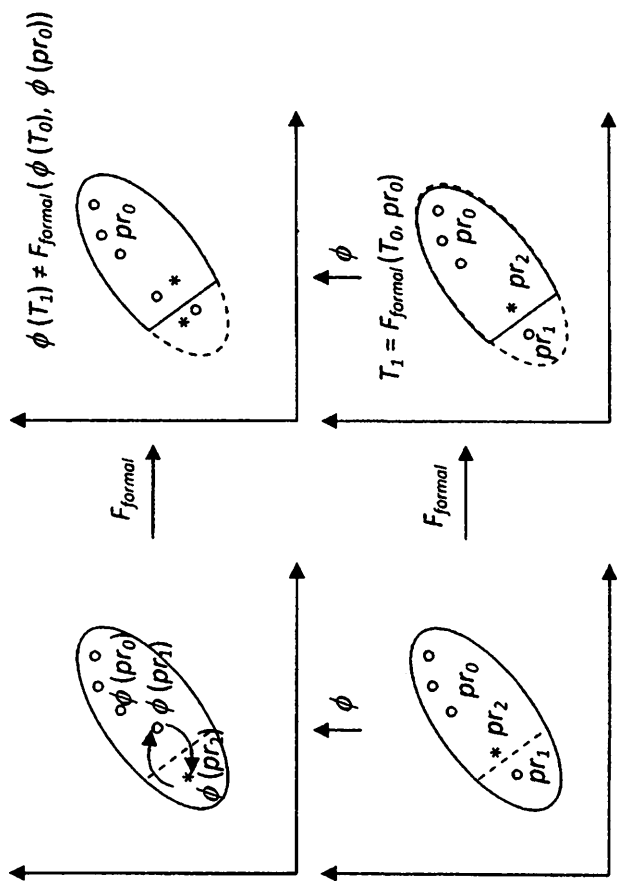 ϕ (T₁) ≠ F_formal( ϕ (T₀), ϕ (pr₀))
ϕ (pr₀)
ϕ (pr₁)
ϕ (pr₂)
F_formal
pr₀
*
*
*
ϕ
ϕ
T₁ = F_formal (T₀, pr₀)
pr₀
* pr₂
pr₁
F_formal
pr₀
* pr₂
pr₁